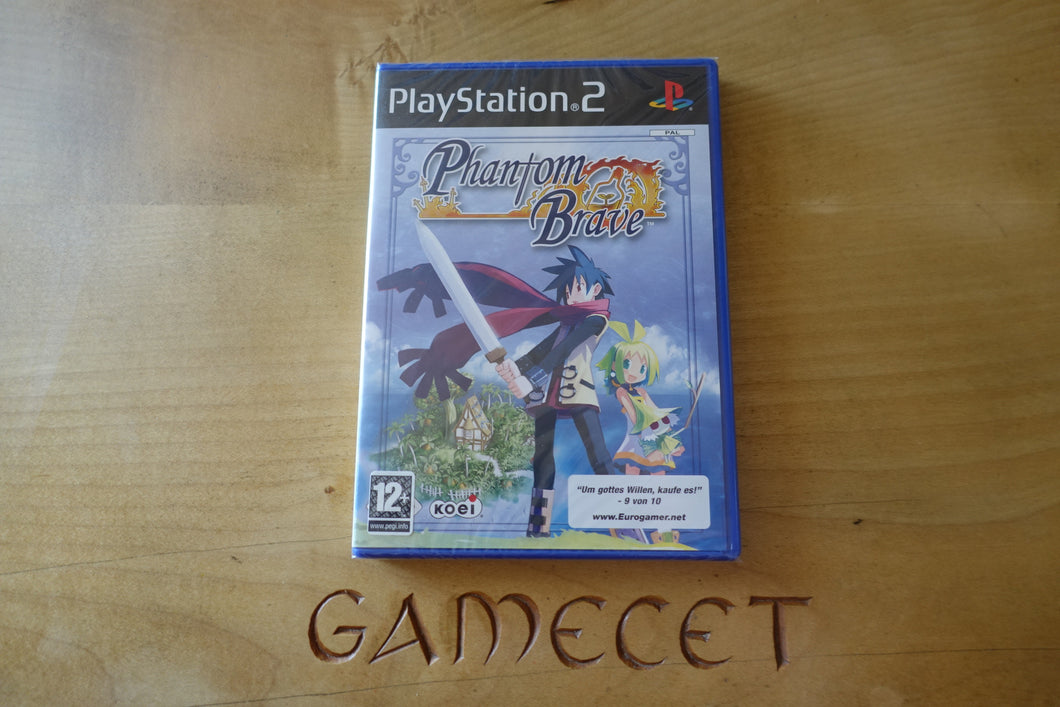 PlayStation®2
PAL
Phantom
Brave™
12+
www.pegi.info
KOEI
"Um gottes Willen, kaufe es!"
- 9 von 10
www.Eurogamer.net
GAMECET